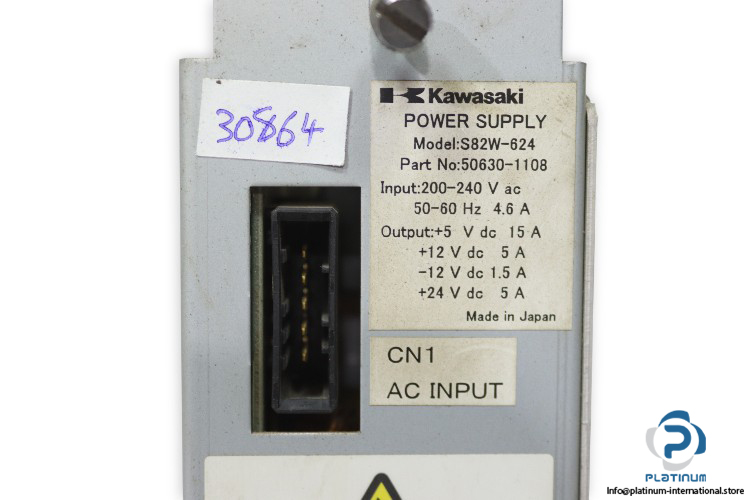 30864
Kawasaki
POWER SUPPLY
Model:S82W-624
Part No:50630-1108
Input:200-240 V ac
50-60 Hz 4.6 A
Output:+5 V dc 15 A
+12 V dc 5 A
-12 V dc 1.5 A
+24 V dc 5 A
Made in Japan
CN1
AC INPUT
PLATINUM
Info@platinum-international.store